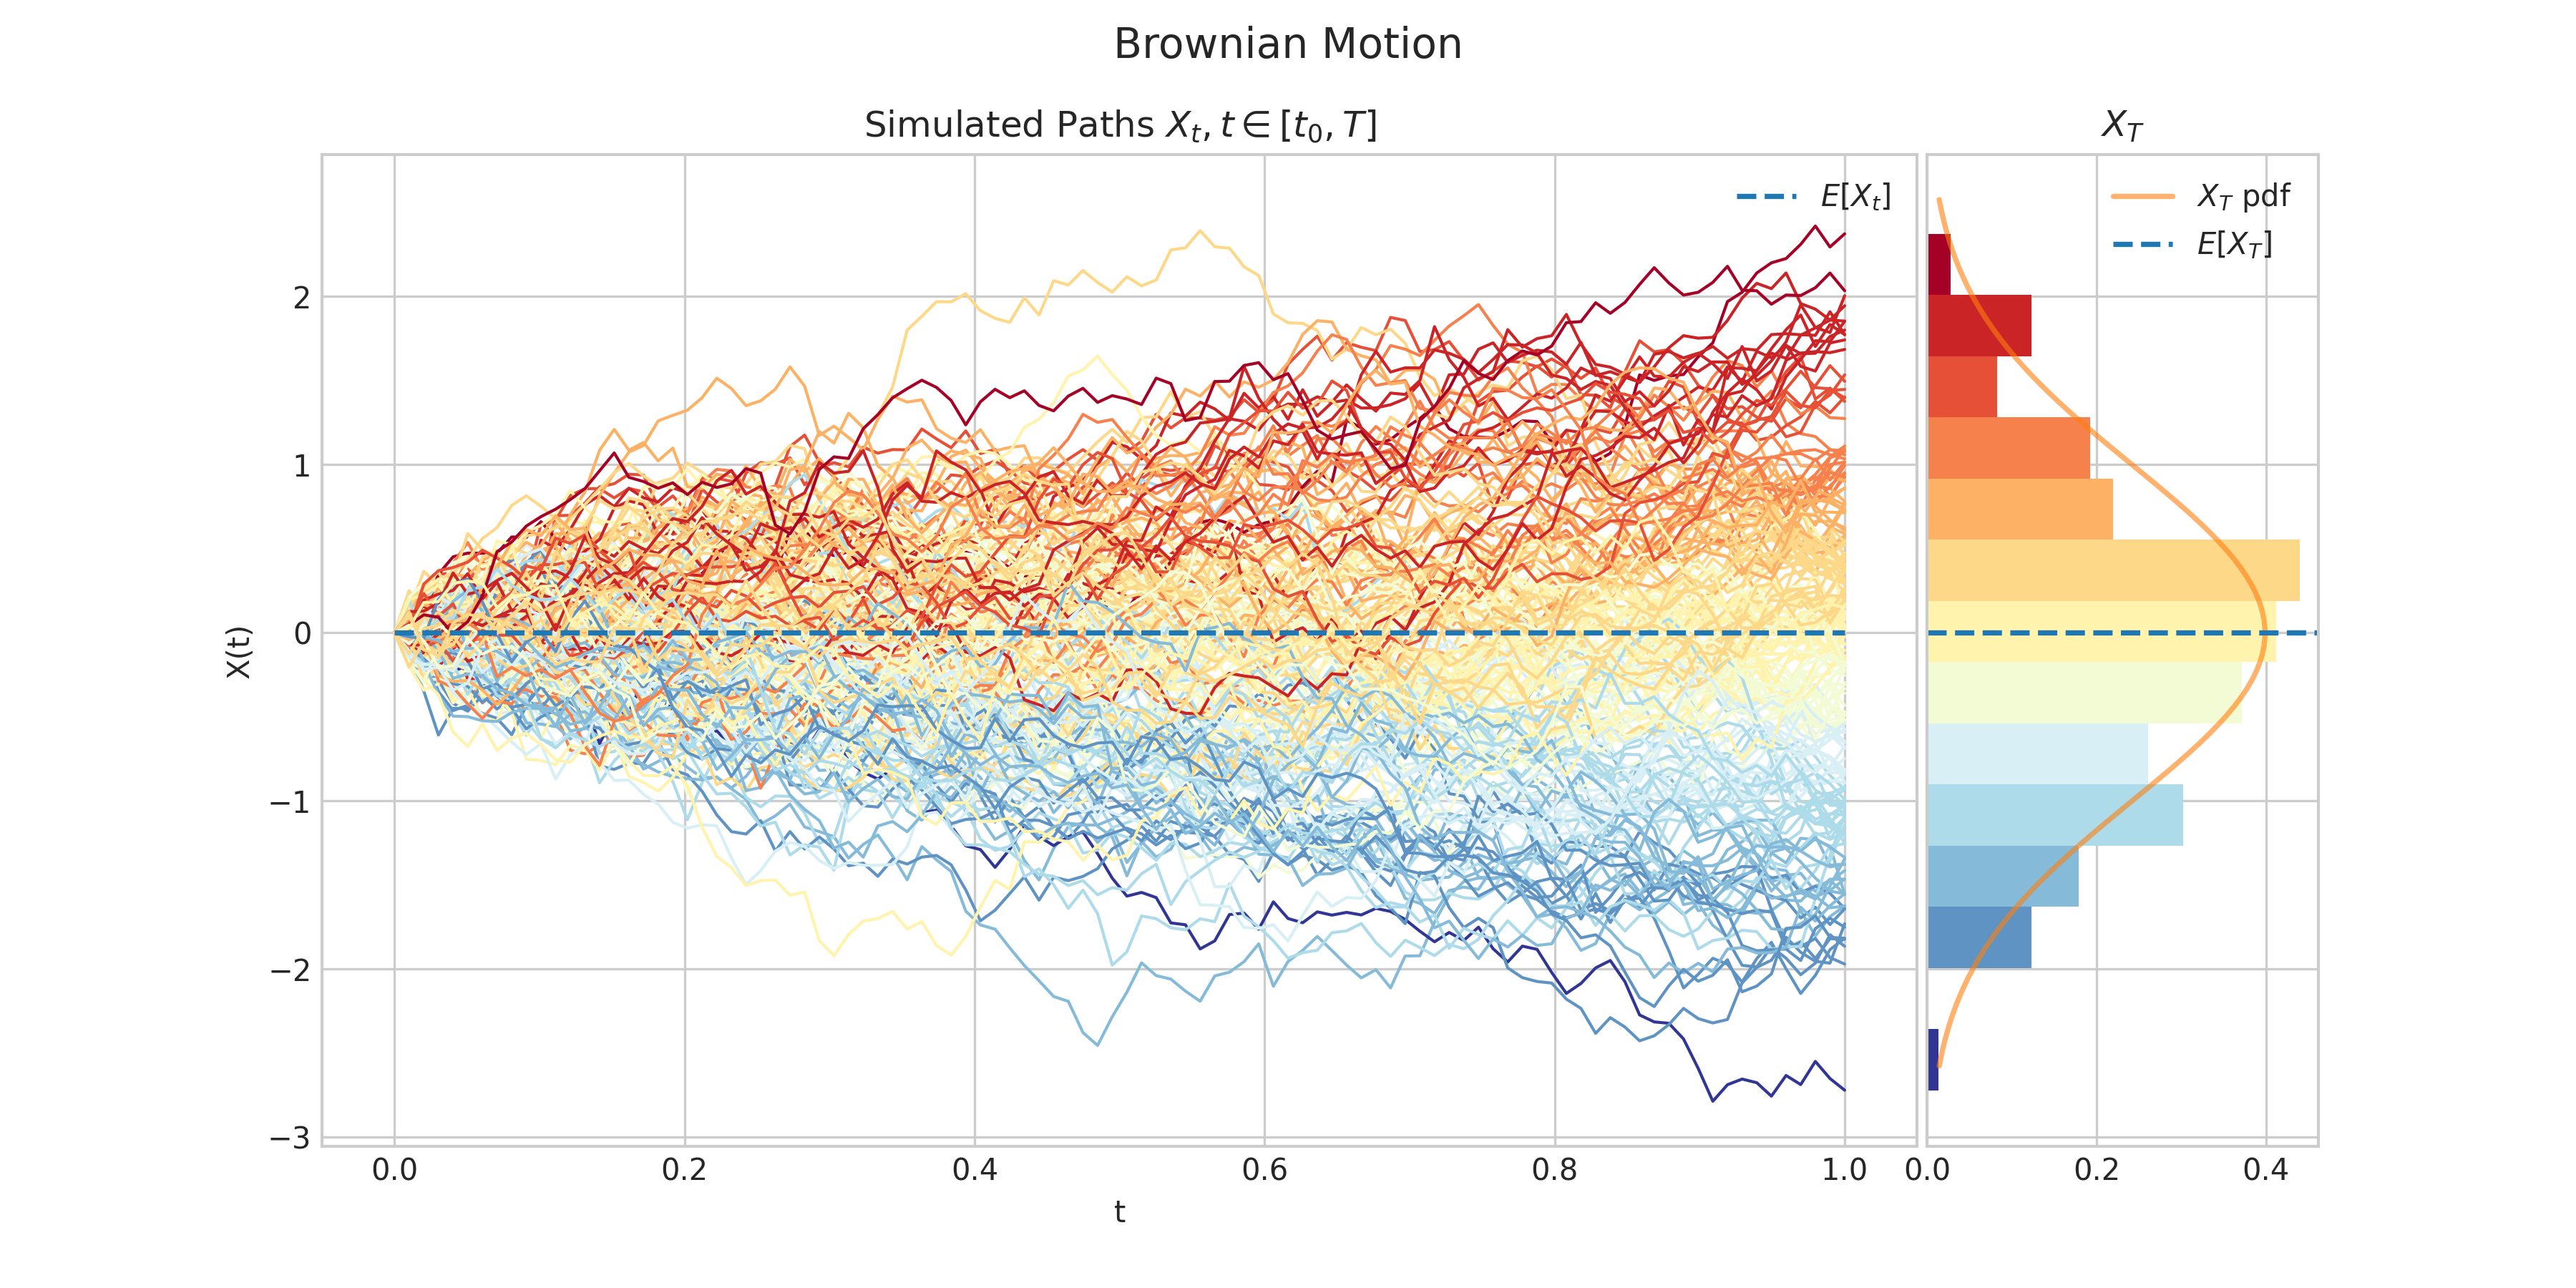 Brownian Motion
Simulated Paths X_t, t ∈ [t_0, T]
X_T
E[X_t]
X_T pdf
E[X_T]
X(t)
2
1
0
−1
−2
−3
0.0 0.2 0.4 0.6 0.8 1.0
0.0 0.2 0.4
t